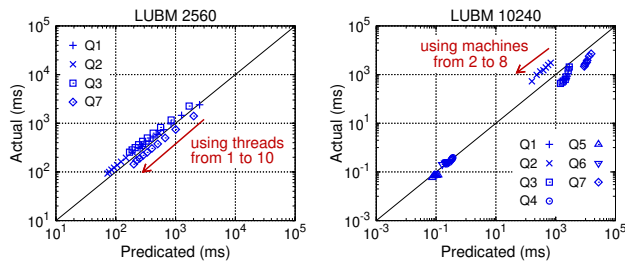 LUBM 2560
Actual (ms)
10^5
10^4
10^3
10^2
10^1
Q1
Q2
Q3
Q7
using threads
from 1 to 10
10^1
10^2
10^3
10^4
10^5
Predicated (ms)
LUBM 10240
Actual (ms)
10^5
10^3
10^1
10^-1
10^-3
using machines
from 2 to 8
Q1
Q2
Q3
Q4
Q5
Q6
Q7
10^-3
10^-1
10^1
10^3
10^5
Predicated (ms)